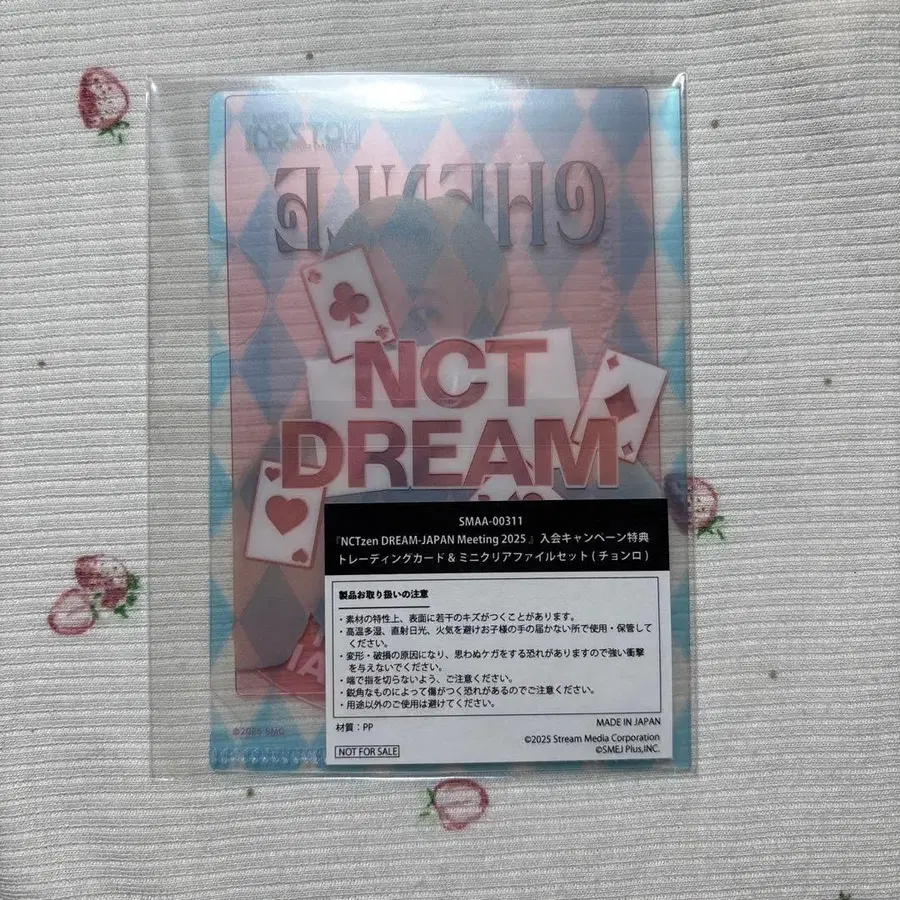 NCTzen
CHENLE
NCT
DREAM
SMAA-00311
『NCTzen DREAM-JAPAN Meeting 2025 』入会キャンペーン特典
トレーディングカード & ミニクリアファイルセット ( チョンロ )
製品お取り扱いの注意
・素材の特性上、表面に若干のキズがつくことがあります。
・高温多湿、直射日光、火気を避けお子様の手の届かない所で使用・保管して
ください。
・変形・破損の原因になり、思わぬケガをする恐れがありますので強い衝撃
を与えないでください。
・端で指を切らないよう、ご注意ください。
・鋭角なものによって傷がつく恐れがあるのでご注意ください。
・用途以外のご使用は避けてください。
材質：PP
MADE IN JAPAN
©2025 Stream Media Corporation
©SMEJ Plus,INC.
NOT FOR SALE
©2025 SMC